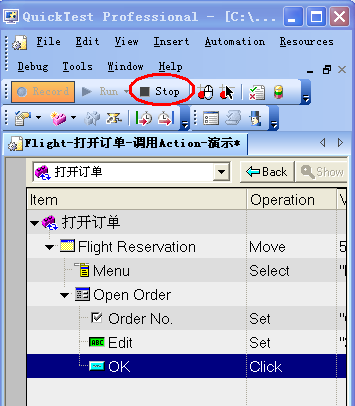 QuickTest Professional - [C:\...
File Edit View Insert Automation Resources
Debug Tools Window Help
Record Run Stop
Flight-打开订单-调用Action-演示*
打开订单 Back Show
Item Operation
打开订单
Flight Reservation Move 5
Menu Select
Open Order
Order No. Set
ABC Edit Set
OK OK Click